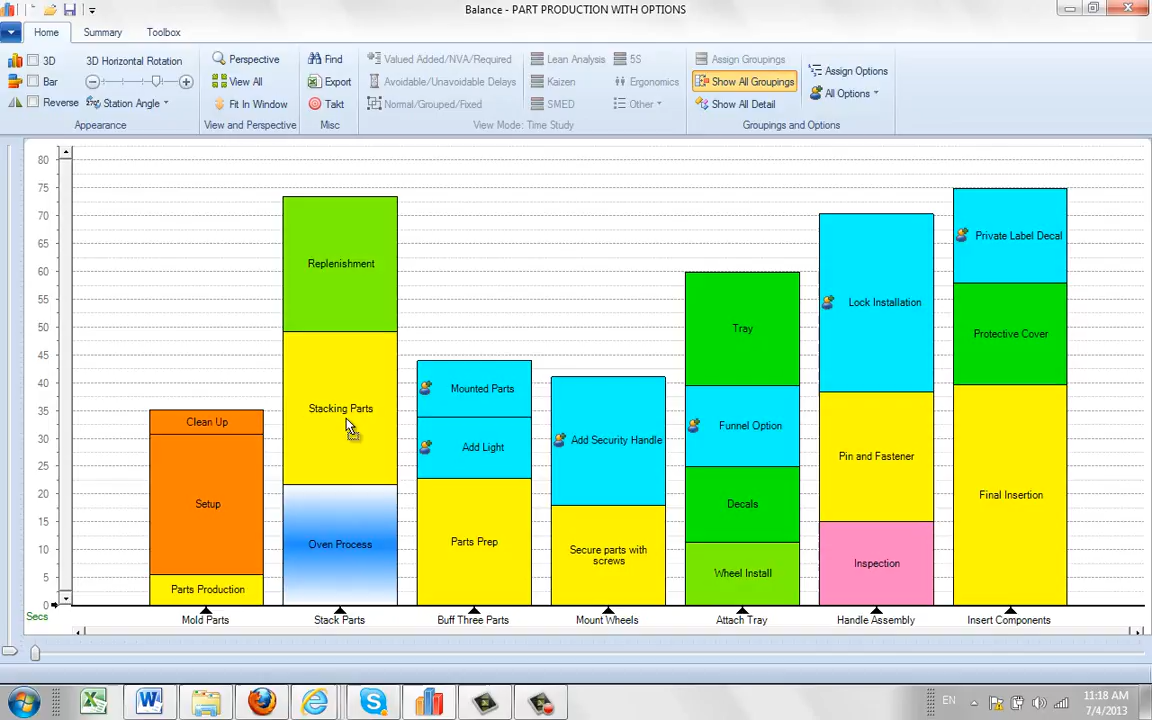 Balance - PART PRODUCTION WITH OPTIONS
Home Summary Toolbox
3D 3D Horizontal Rotation
Bar
Reverse Station Angle
Appearance
Perspective
View All
Fit In Window
View and Perspective
Find
Export
Takt
Misc
Valued Added/NVA/Required
Avoidable/Unavoidable Delays
Normal/Grouped/Fixed
Lean Analysis 5S
Kaizen Ergonomics
SMED Other
View Mode: Time Study
Assign Groupings
Show All Groupings
Show All Detail
Assign Options
All Options
Groupings and Options
80
75
70
65
60
55
50
45
40
35
30
25
20
15
10
5
0
Secs
Clean Up
Setup
Parts Production
Mold Parts
Replenishment
Stacking Parts
Oven Process
Stack Parts
Mounted Parts
Add Light
Parts Prep
Buff Three Parts
Add Security Handle
Secure parts with
screws
Mount Wheels
Tray
Funnel Option
Decals
Wheel Install
Attach Tray
Lock Installation
Pin and Fastener
Inspection
Handle Assembly
Private Label Decal
Protective Cover
Final Insertion
Insert Components
EN
11:18 AM
7/4/2013